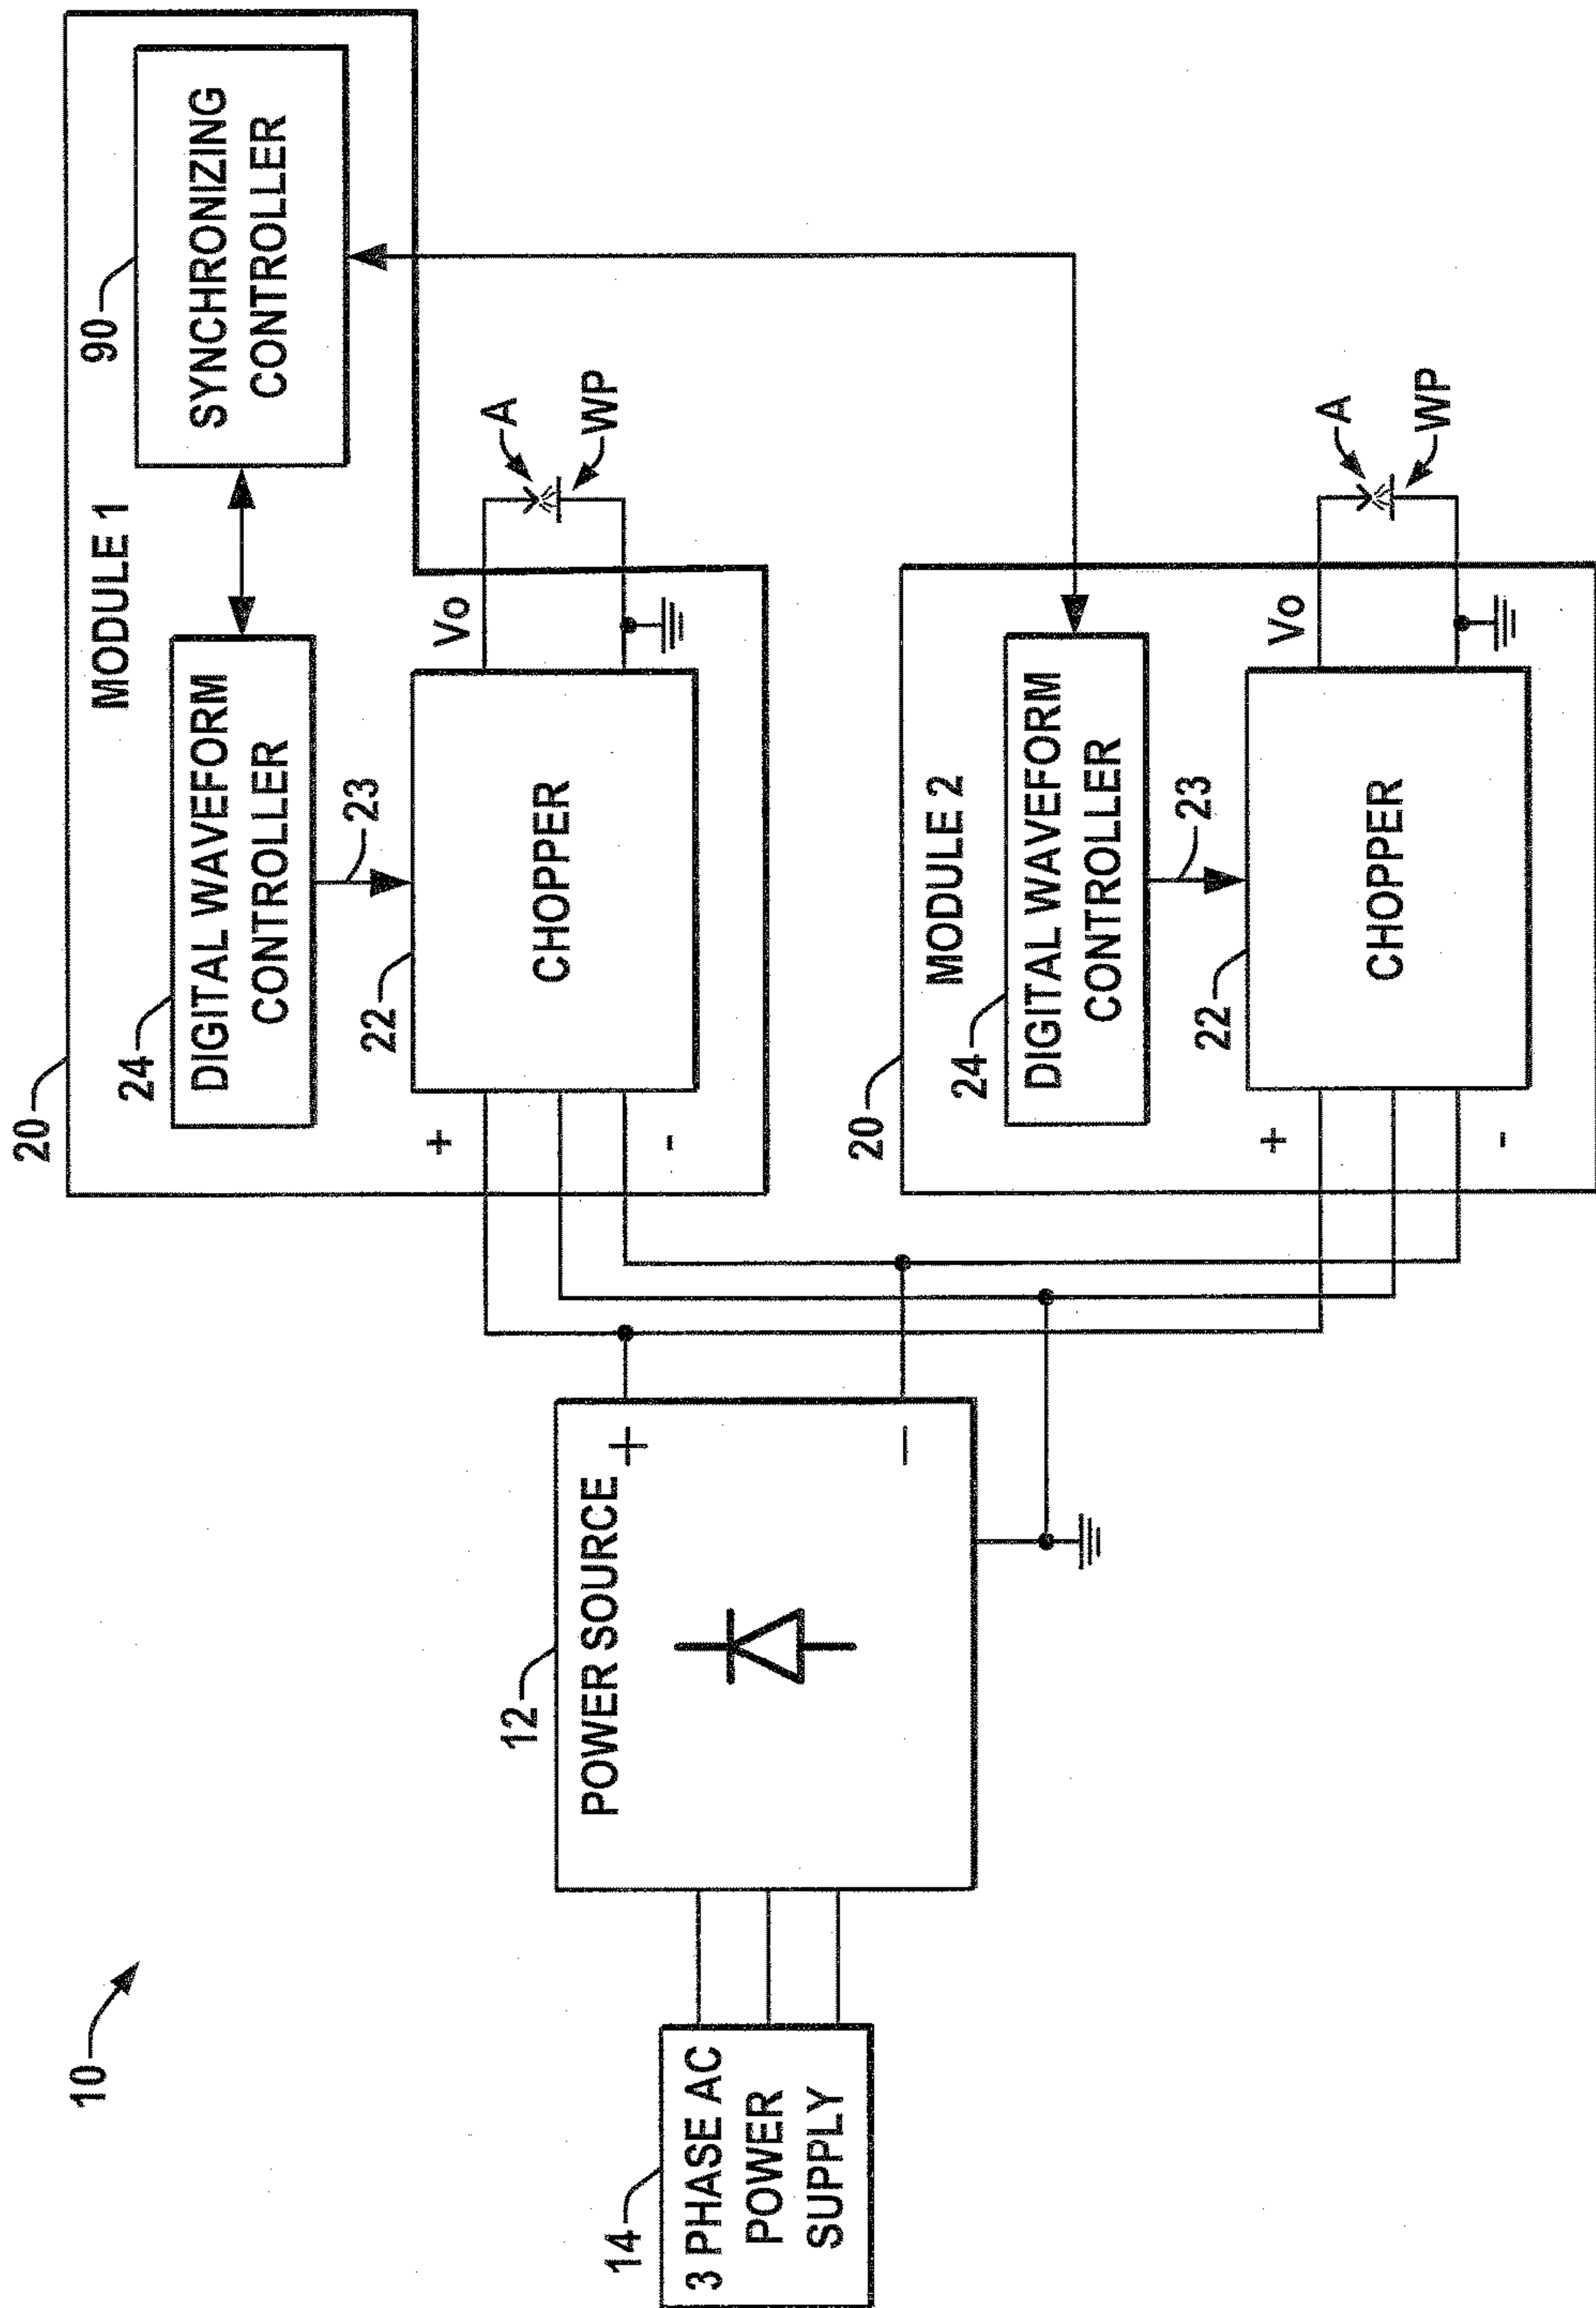 10
14
3 PHASE AC
POWER
SUPPLY
12
POWER SOURCE
+
−
20
MODULE 1
24
DIGITAL WAVEFORM
CONTROLLER
90
SYNCHRONIZING
CONTROLLER
23
22
CHOPPER
+
-
Vo
A
WP
20
MODULE 2
24
DIGITAL WAVEFORM
CONTROLLER
23
22
CHOPPER
+
-
Vo
A
WP